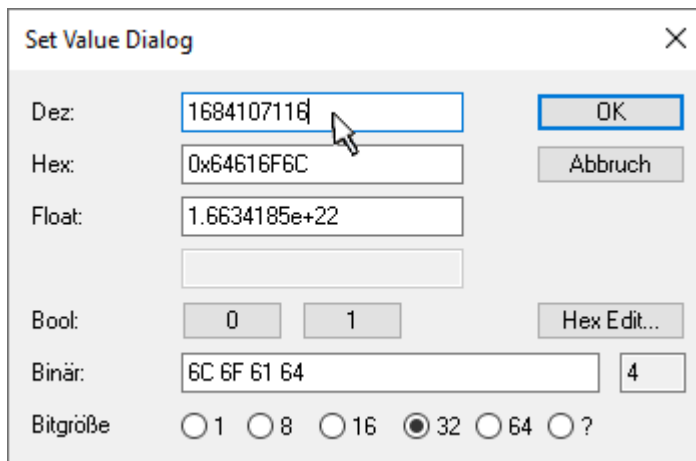 Set Value Dialog
Dez: 1684107116 OK
Hex: 0x64616F6C Abbruch
Float: 1.6634185e+22
Bool: 0 1 Hex Edit...
Binär: 6C 6F 61 64 4
Bitgröße 1 8 16 32 64 ?